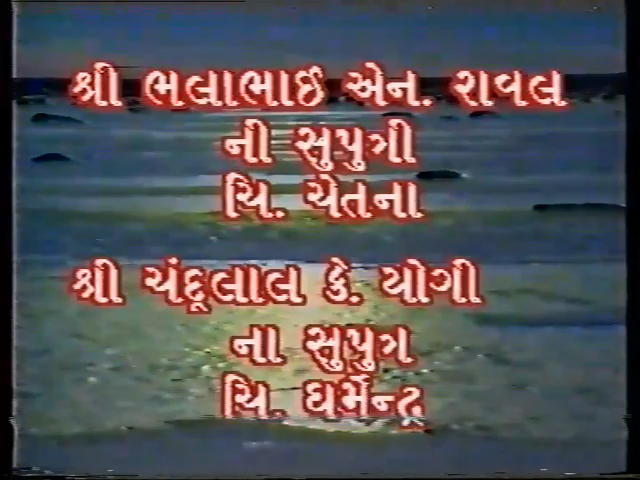 શ્રી ભલાભાઈ એન. રાવલ
ની સુપુત્રી
ચિ. ચેતના
શ્રી ચંદૂલાલ કે. યોગી
ના સુપુત્ર
ચિ. ધર્મેન્દ્ર